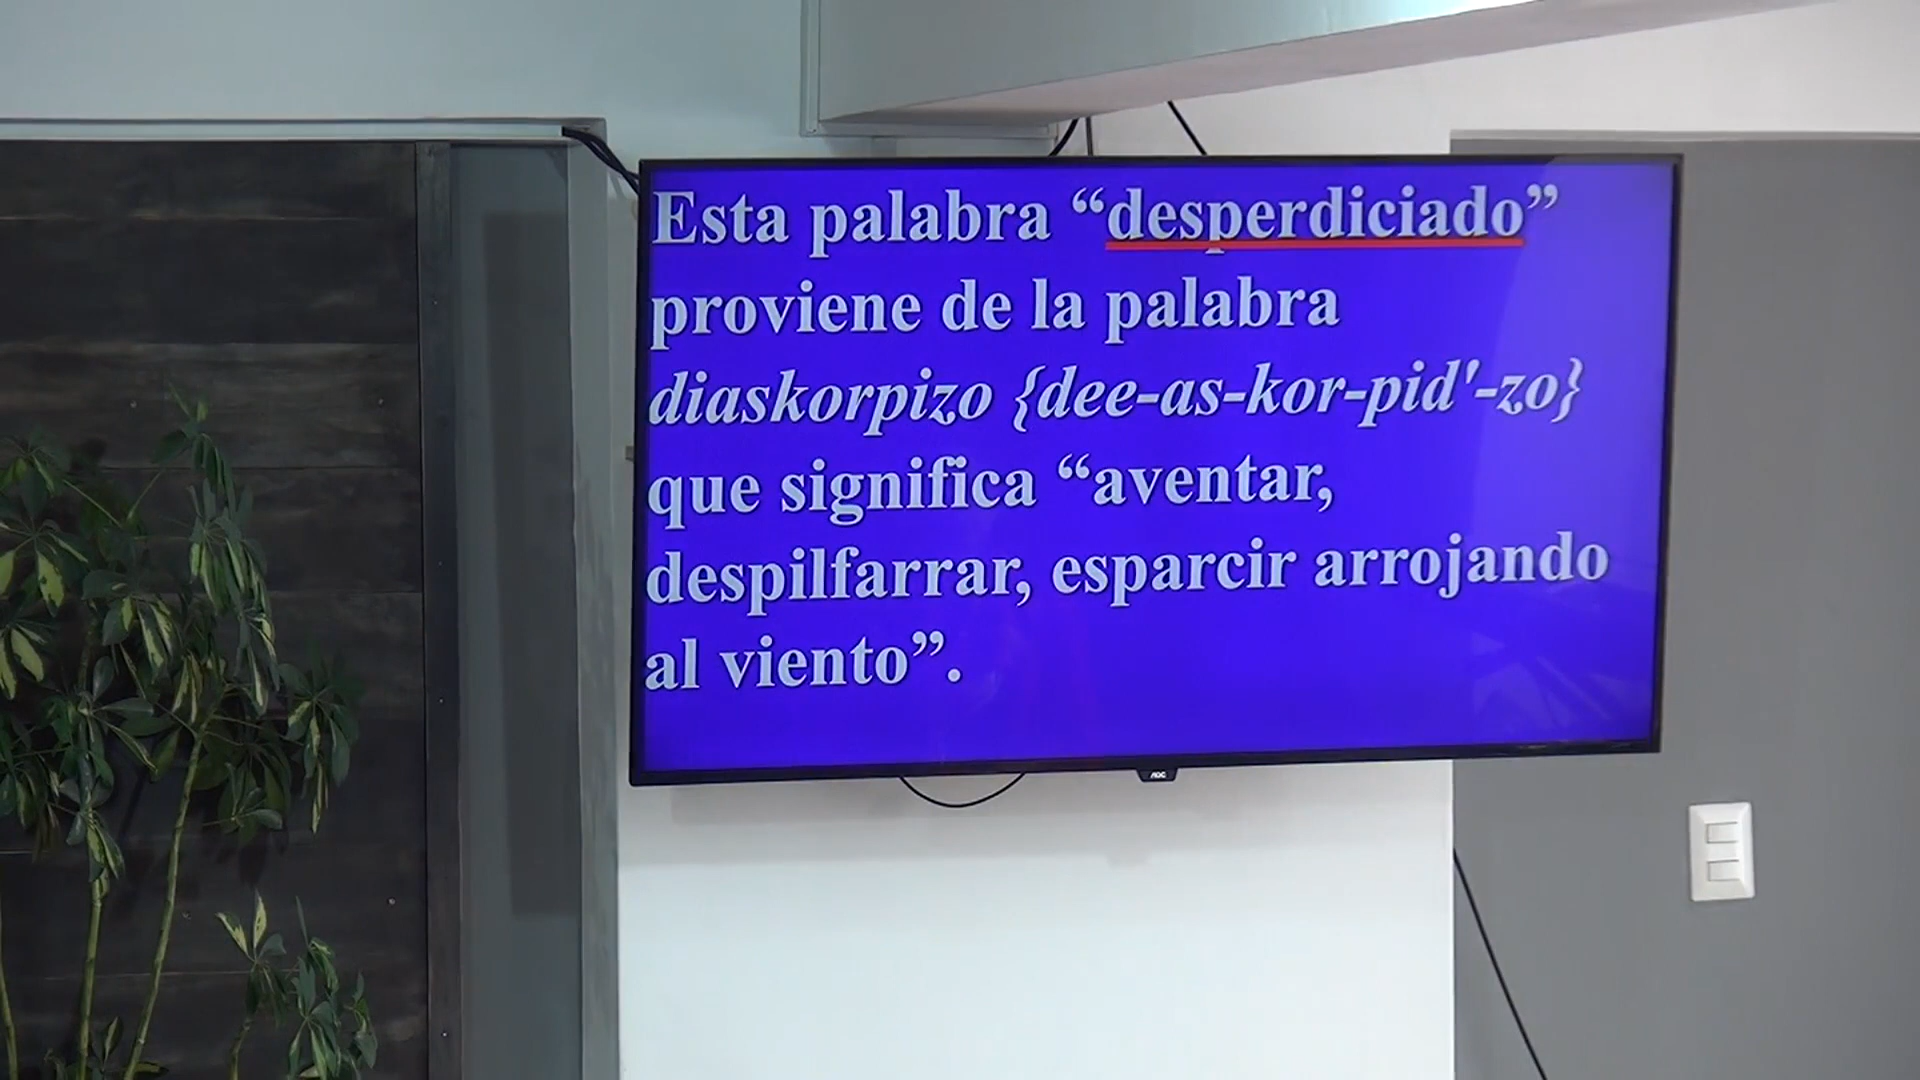 Esta palabra “desperdiciado”
proviene de la palabra
diaskorpizo {dee-as-kor-pid'-zo}
que significa “aventar,
despilfarrar, esparcir arrojando
al viento”.
AOC